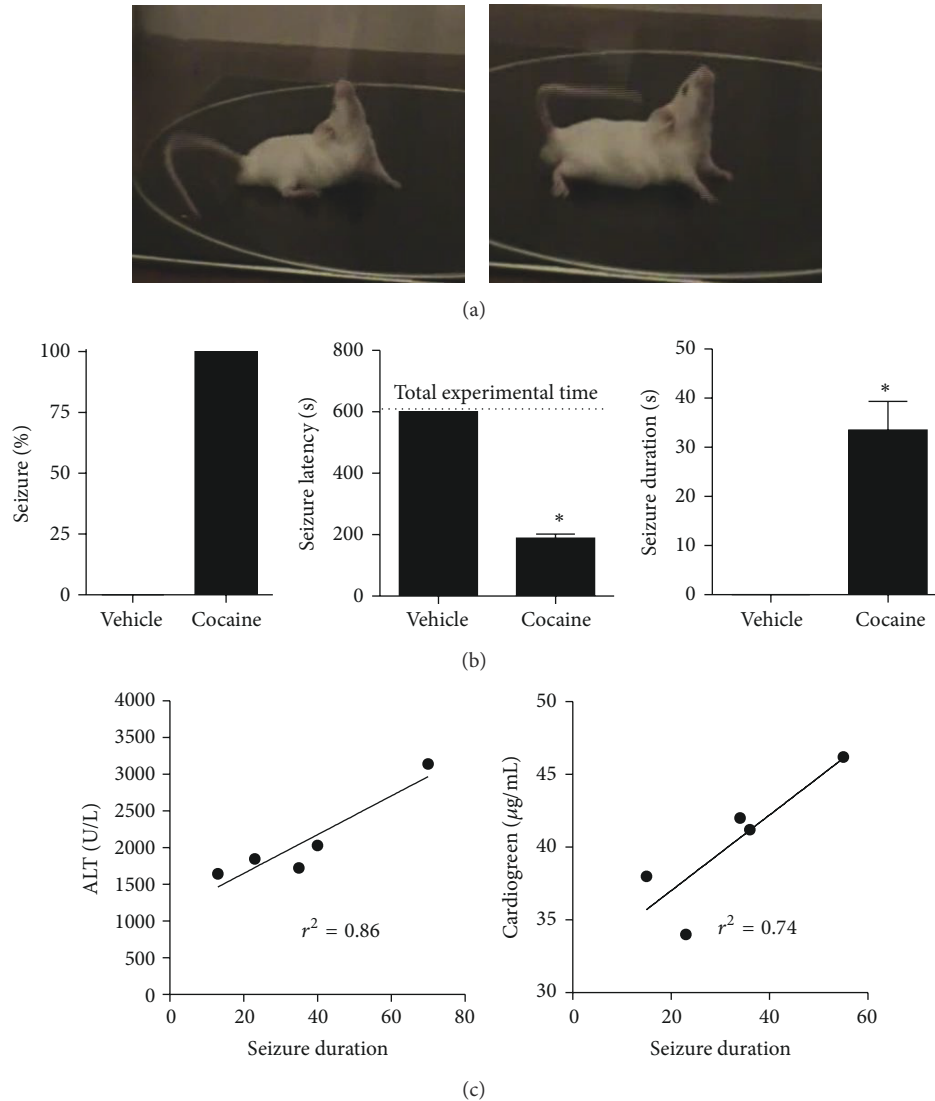 (a)
Seizure (%)
100
75
50
25
0
Vehicle
Cocaine
Seizure latency (s)
800
600
400
200
0
Total experimental time
*
Vehicle
Cocaine
Seizure duration (s)
50
40
30
20
10
0
*
Vehicle
Cocaine
(b)
ALT (U/L)
4000
3500
3000
2500
2000
1500
1000
500
0
r² = 0.86
0 20 40 60 80
Seizure duration
Cardiogreen (μg/mL)
50
45
40
35
30
r² = 0.74
0 20 40 60
Seizure duration
(c)